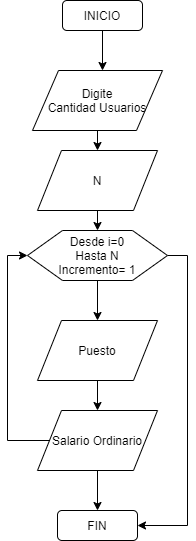 INICIO
Digite
Cantidad Usuarios
N
Desde i=0
Hasta N
Incremento= 1
Puesto
Salario Ordinario
FIN